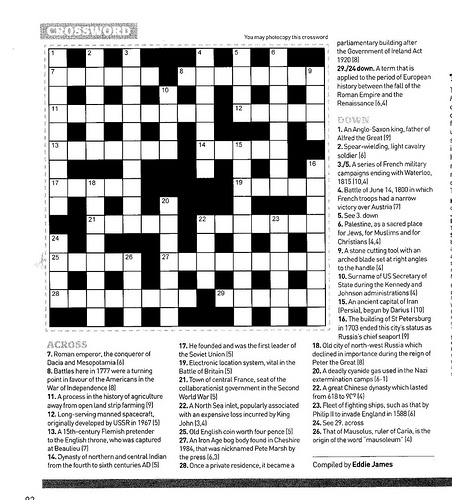 CROSSWORD
You may photocopy this crossword
1 2 3 4 5 6
7 8 9
10
11 12
13 14 15
16
17 18 19
20
21 22 23
24
25 26 27
28 29
ACROSS
7. Roman emperor, the conqueror of
Dacia and Mesopotamia (6)
8. Battles here in 1777 were a turning
point in favour of the Americans in the
War of Independence (8)
11. A process in the history of agriculture
away from open land strip farming (9)
12. Long-serving manned spacecraft,
originally developed by USSR in 1967 (5)
13. A 15th-century Flemish pretender
to the English throne, who was captured
at Beaulieu (7)
14. Dynasty of northern and central Indian
from the fourth to sixth centuries AD (5)
17. He founded and was the first leader of
the Soviet Union (5)
19. Electronic location system, vital in the
Battle of Britain (5)
21. Town of central France, seat of the
collaborationist government in the Second
World War (5)
22. A North Sea inlet, popularly associated
with an expensive loss incurred by King
John (3,4)
25. Old English coin worth four pence (5)
27. An Iron Age bog body found in Cheshire
1984, that was nicknamed Pete Marsh by
the press (6,3)
28. Once a private residence, it became a
parliamentary building after
the Government of Ireland Act
1920 (8)
29./24 down. A term that is
applied to the period of European
history between the fall of the
Roman Empire and the
Renaissance (6,4)
DOWN
1. An Anglo-Saxon king, father of
Alfred the Great (9)
2. Spear-wielding, light cavalry
soldier (6)
3./5. A series of French military
campaigns ending with Waterloo,
1815 (10,4)
4. Battle of June 14, 1800 in which
French troops had a narrow
victory over Austria (7)
5. See 3. down
6. Palestine, as a sacred place
for Jews, for Muslims and for
Christians (4,4)
9. A stone cutting tool with an
arched blade set at right angles
to the handle (4)
10. Surname of US Secretary of
State during the Kennedy and
Johnson administrations (4)
15. An ancient capital of Iran
(Persia), begun by Darius I (10)
16. The building of St Petersburg
in 1703 ended this city's status as
Russia's chief seaport (9)
18. Old city of north-west Russia which
declined in importance during the reign of
Peter the Great (8)
20. A deadly cyanide gas used in the Nazi
extermination camps (6-1)
22. A great Chinese dynasty which lasted
from 618 to 907 (4)
23. Fleet of fighting ships, such as that by
Philip II to invade England in 1588 (6)
24. See 29. across
26. That of Mausolus, ruler of Caria, is the
origin of the word "mausoleum" (4)
Compiled by Eddie James